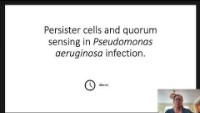 Persister cells and quorum
sensing in Pseudomonas
aeruginosa infection.